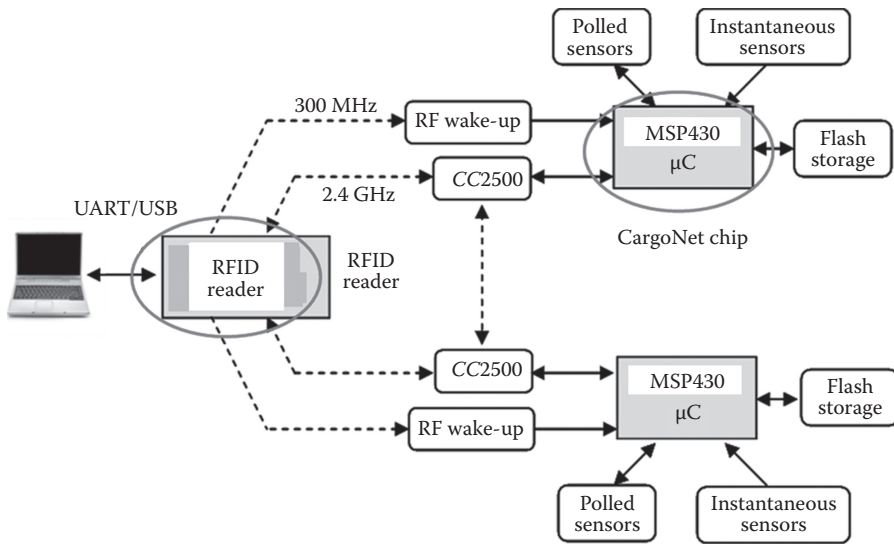 Polled
sensors
Instantaneous
sensors
300 MHz
RF wake-up
MSP430
μC
Flash
storage
2.4 GHz
CC2500
UART/USB
CargoNet chip
RFID
reader
RFID
reader
CC2500
MSP430
μC
Flash
storage
RF wake-up
Polled
sensors
Instantaneous
sensors